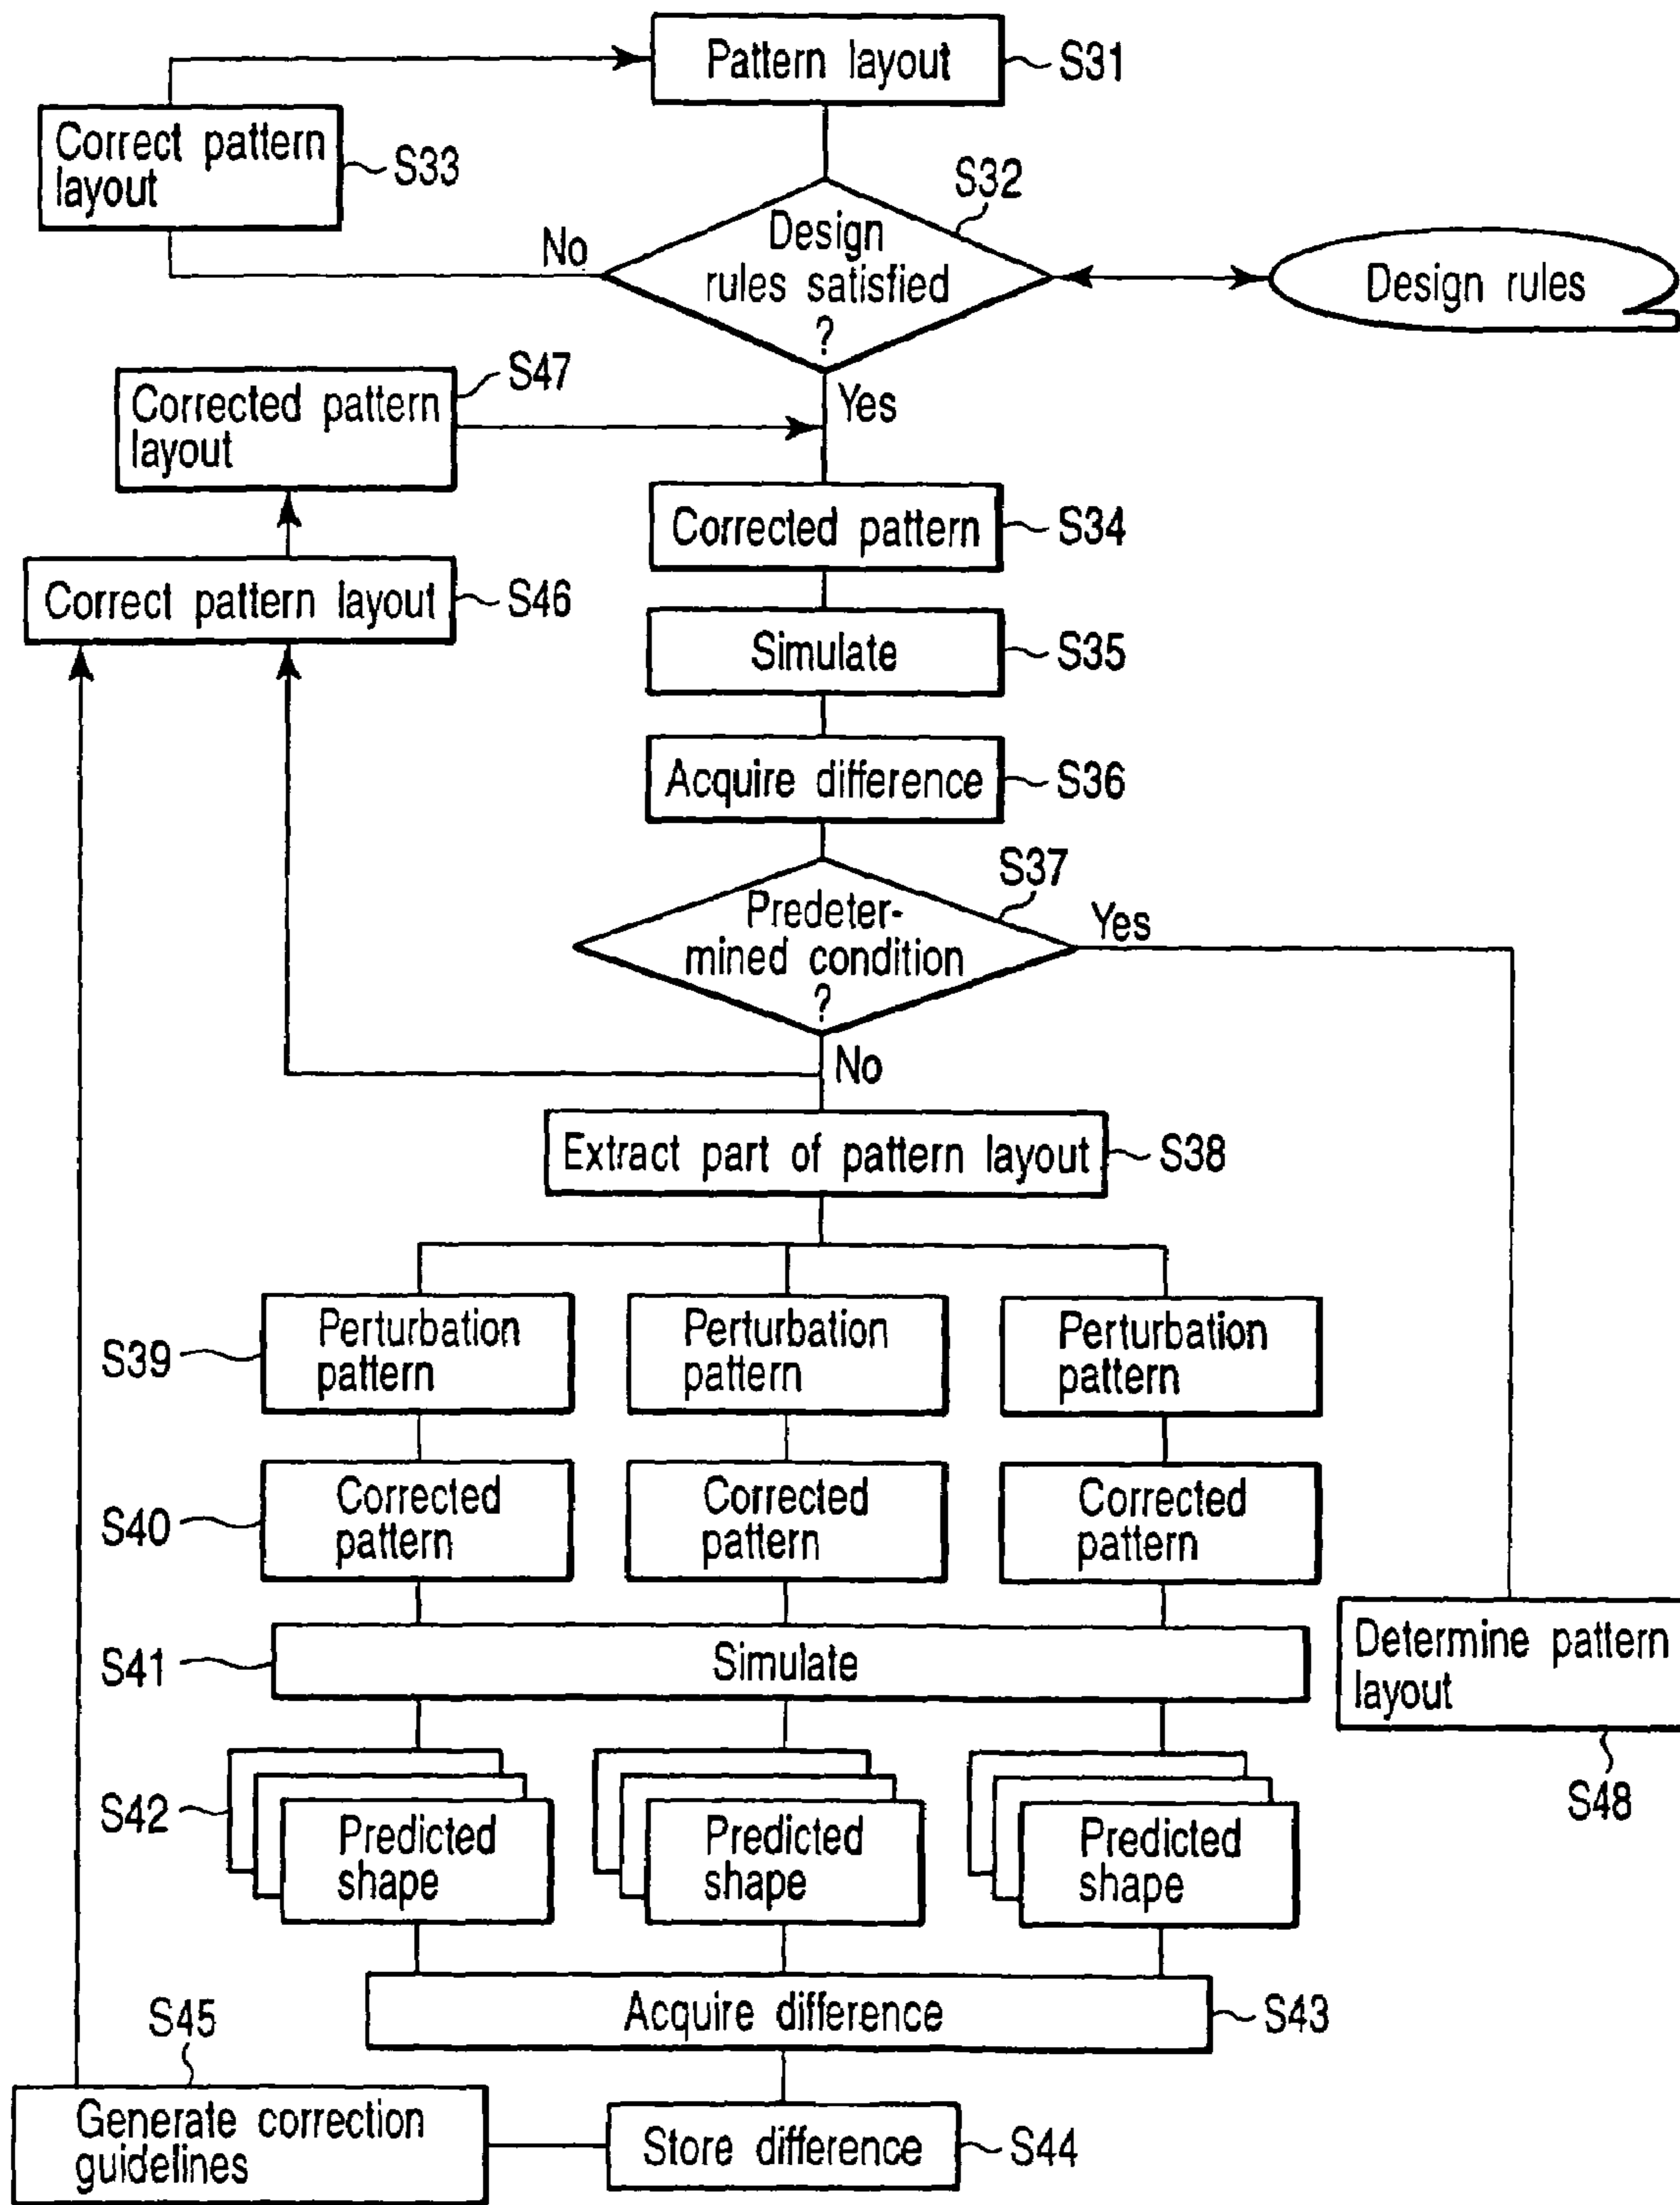 Pattern layout
S31
Correct pattern
layout
S33
S32
Design
rules satisfied
?
No
Design rules
Yes
S47
Corrected pattern
layout
Corrected pattern
S34
Correct pattern layout
S46
Simulate
S35
Acquire difference
S36
S37
Predeter-
mined condition
?
Yes
No
Extract part of pattern layout
S38
S39
Perturbation
pattern
Perturbation
pattern
Perturbation
pattern
S40
Corrected
pattern
Corrected
pattern
Corrected
pattern
S41
Simulate
Determine pattern
layout
S48
S42
Predicted
shape
Predicted
shape
Predicted
shape
Acquire difference
S43
S45
Generate correction
guidelines
Store difference
S44